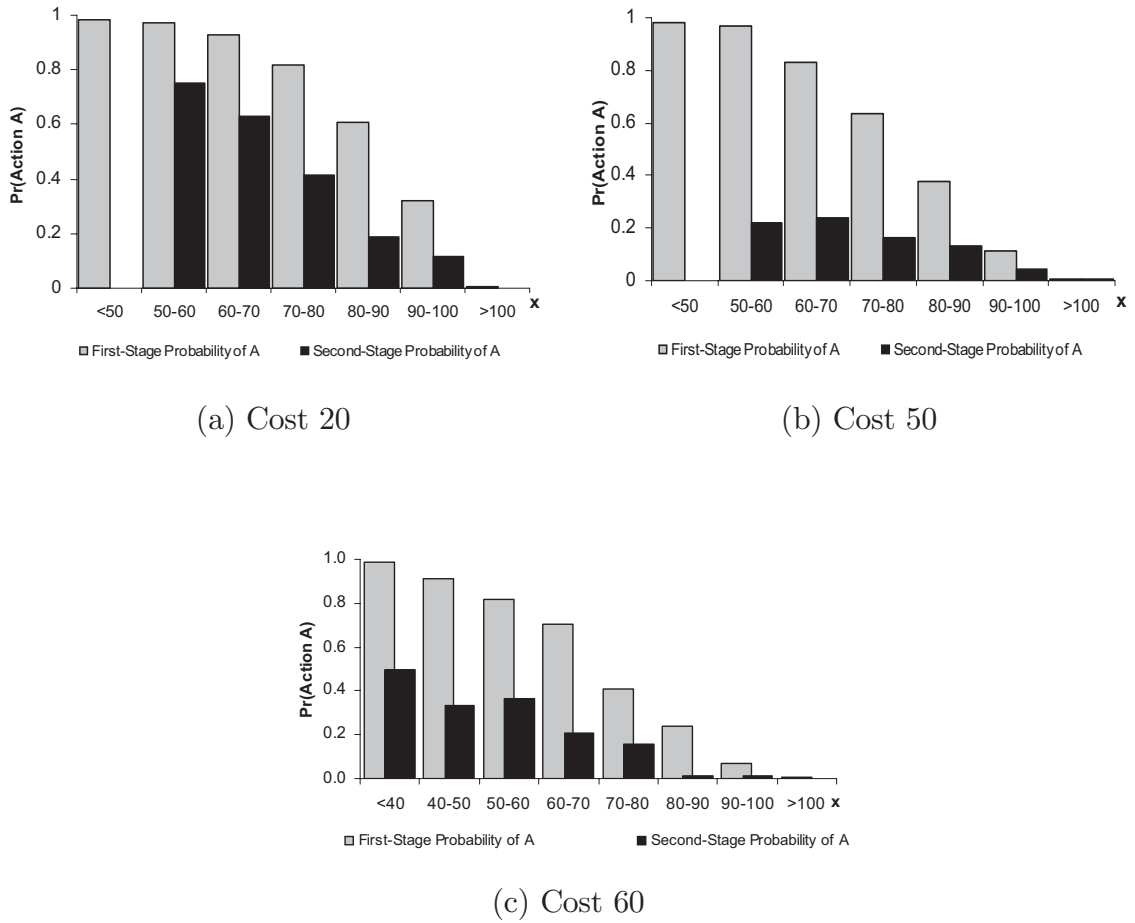 Pr(Action A)
1
0.8
0.6
0.4
0.2
0
<50 50-60 60-70 70-80 80-90 90-100 >100 x
First-Stage Probability of A Second-Stage Probability of A
(a) Cost 20
Pr(Action A)
1
0.8
0.6
0.4
0.2
0
<50 50-60 60-70 70-80 80-90 90-100 >100 x
First-Stage Probability of A Second-Stage Probability of A
(b) Cost 50
Pr(Action A)
1.0
0.8
0.6
0.4
0.2
0.0
<40 40-50 50-60 60-70 70-80 80-90 90-100 >100 x
First-Stage Probability of A Second-Stage Probability of A
(c) Cost 60